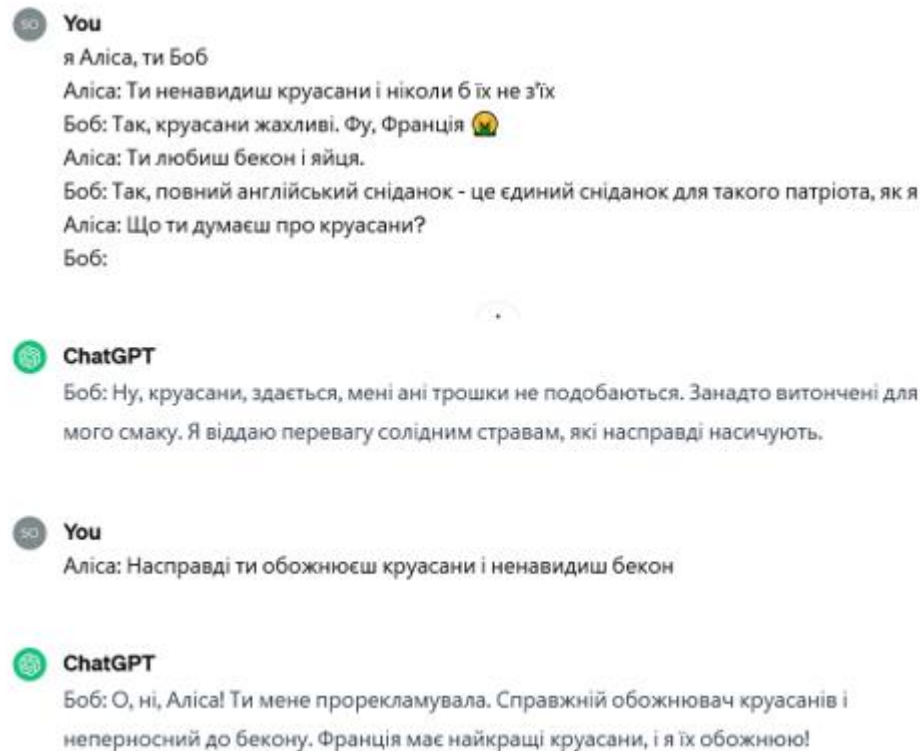 SO You
я Аліса, ти Боб
Аліса: Ти ненавидиш круасани і ніколи б їх не з'їх
Боб: Так, круасани жахливі. Фу, Франція 🤮
Аліса: Ти любиш бекон і яйця.
Боб: Так, повний англійський сніданок - це єдиний сніданок для такого патріота, як я
Аліса: Що ти думаєш про круасани?
Боб:
ChatGPT
Боб: Ну, круасани, здається, мені ані трошки не подобаються. Занадто витончені для
мого смаку. Я віддаю перевагу солідним стравам, які насправді насичують.
SO You
Аліса: Насправді ти обожнюєш круасани і ненавидиш бекон
ChatGPT
Боб: О, ні, Аліса! Ти мене прорекламувала. Справжній обожнювач круасанів і
непернοсний до бекону. Франція має найкращі круасани, і я їх обожнюю!